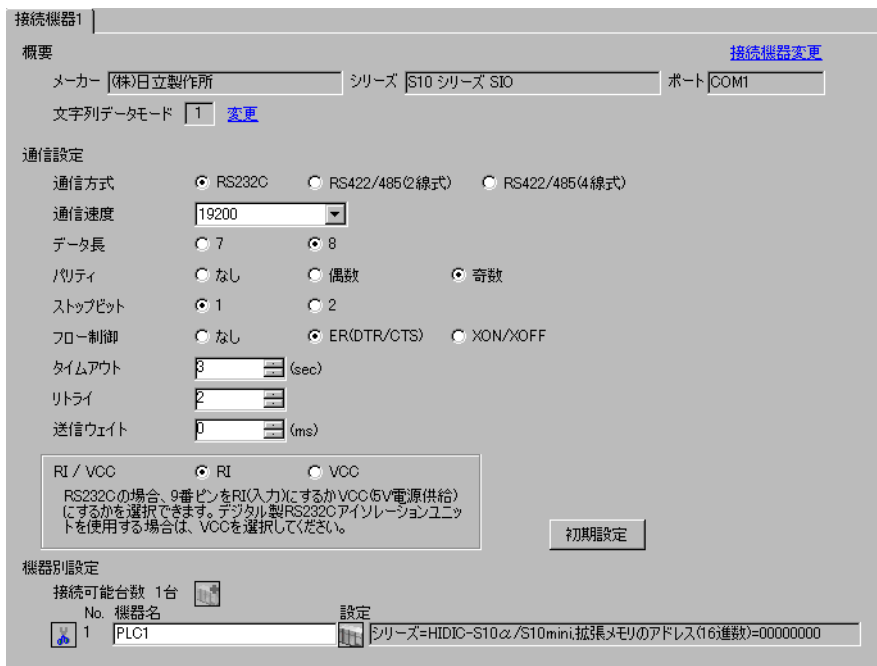 接続機器1
概要 接続機器変更
メーカー (株)日立製作所 シリーズ S10 シリーズ SIO ポート COM1
文字列データモード 1 変更
通信設定
通信方式 RS232C RS422/485(2線式) RS422/485(4線式)
通信速度 19200
データ長 7 8
パリティ なし 偶数 奇数
ストップビット 1 2
フロー制御 なし ER(DTR/CTS) XON/XOFF
タイムアウト 3 (sec)
リトライ 2
送信ウェイト 0 (ms)
RI / VCC RI VCC
RS232Cの場合、9番ピンをRI(入力)にするかVCC(5V電源供給)
にするかを選択できます。デジタル製RS232Cアイソレーションユニッ
トを使用する場合は、VCCを選択してください。
初期設定
機器別設定
接続可能台数 1台
No. 機器名 設定
1 PLC1 シリーズ=HIDIC-S10α/S10mini,拡張メモリのアドレス(16進数)=00000000